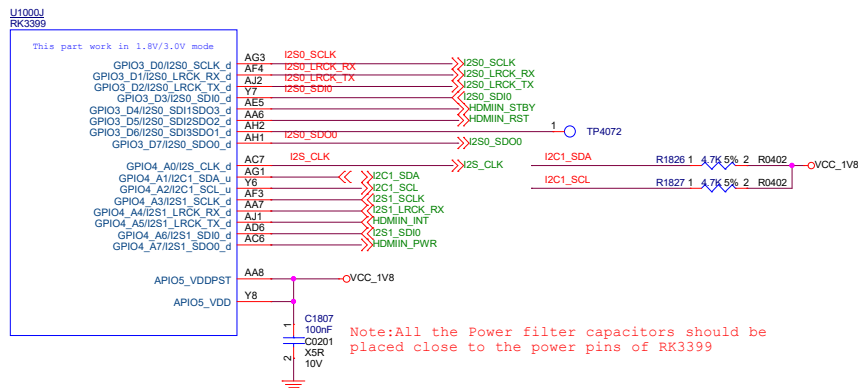 U1000J
RK3399
This part work in 1.8V/3.0V mode
GPIO3_D0/I2S0_SCLK_d AG3 I2S0_SCLK I2S0_SCLK
GPIO3_D1/I2S0_LRCK_RX_d AF4 I2S0_LRCK_RX I2S0_LRCK_RX
GPIO3_D2/I2S0_LRCK_TX_d AJ2 I2S0_LRCK_TX I2S0_LRCK_TX
GPIO3_D3/I2S0_SDI0_d Y7 I2S0_SDI0 I2S0_SDI0
GPIO3_D4/I2S0_SDI1SDO3_d AE5 HDMIIN_STBY
GPIO3_D5/I2S0_SDI2SDO2_d AA6 HDMIIN_RST
GPIO3_D6/I2S0_SDI3SDO1_d AH2 1 TP4072
GPIO3_D7/I2S0_SDO0_d AH1 I2S0_SDO0 I2S0_SDO0
GPIO4_A0/I2S_CLK_d AC7 I2S_CLK I2S_CLK I2C1_SDA R1826 1 4.7K 5% 2 R0402 VCC_1V8
GPIO4_A1/I2C1_SDA_u AG1 I2C1_SDA
GPIO4_A2/I2C1_SCL_u Y6 I2C1_SCL I2C1_SCL R1827 1 4.7K 5% 2 R0402
GPIO4_A3/I2S1_SCLK_d AF3 I2S1_SCLK
GPIO4_A4/I2S1_LRCK_RX_d AA7 I2S1_LRCK_RX
GPIO4_A5/I2S1_LRCK_TX_d AJ1 HDMIIN_INT
GPIO4_A6/I2S1_SDI0_d AD6 I2S1_SDI0
GPIO4_A7/I2S1_SDO0_d AC6 HDMIIN_PWR
APIO5_VDDPST AA8 VCC_1V8
APIO5_VDD Y8
1 C1807
100nF
C0201
2 X5R
10V
Note:All the Power filter capacitors should be
placed close to the power pins of RK3399